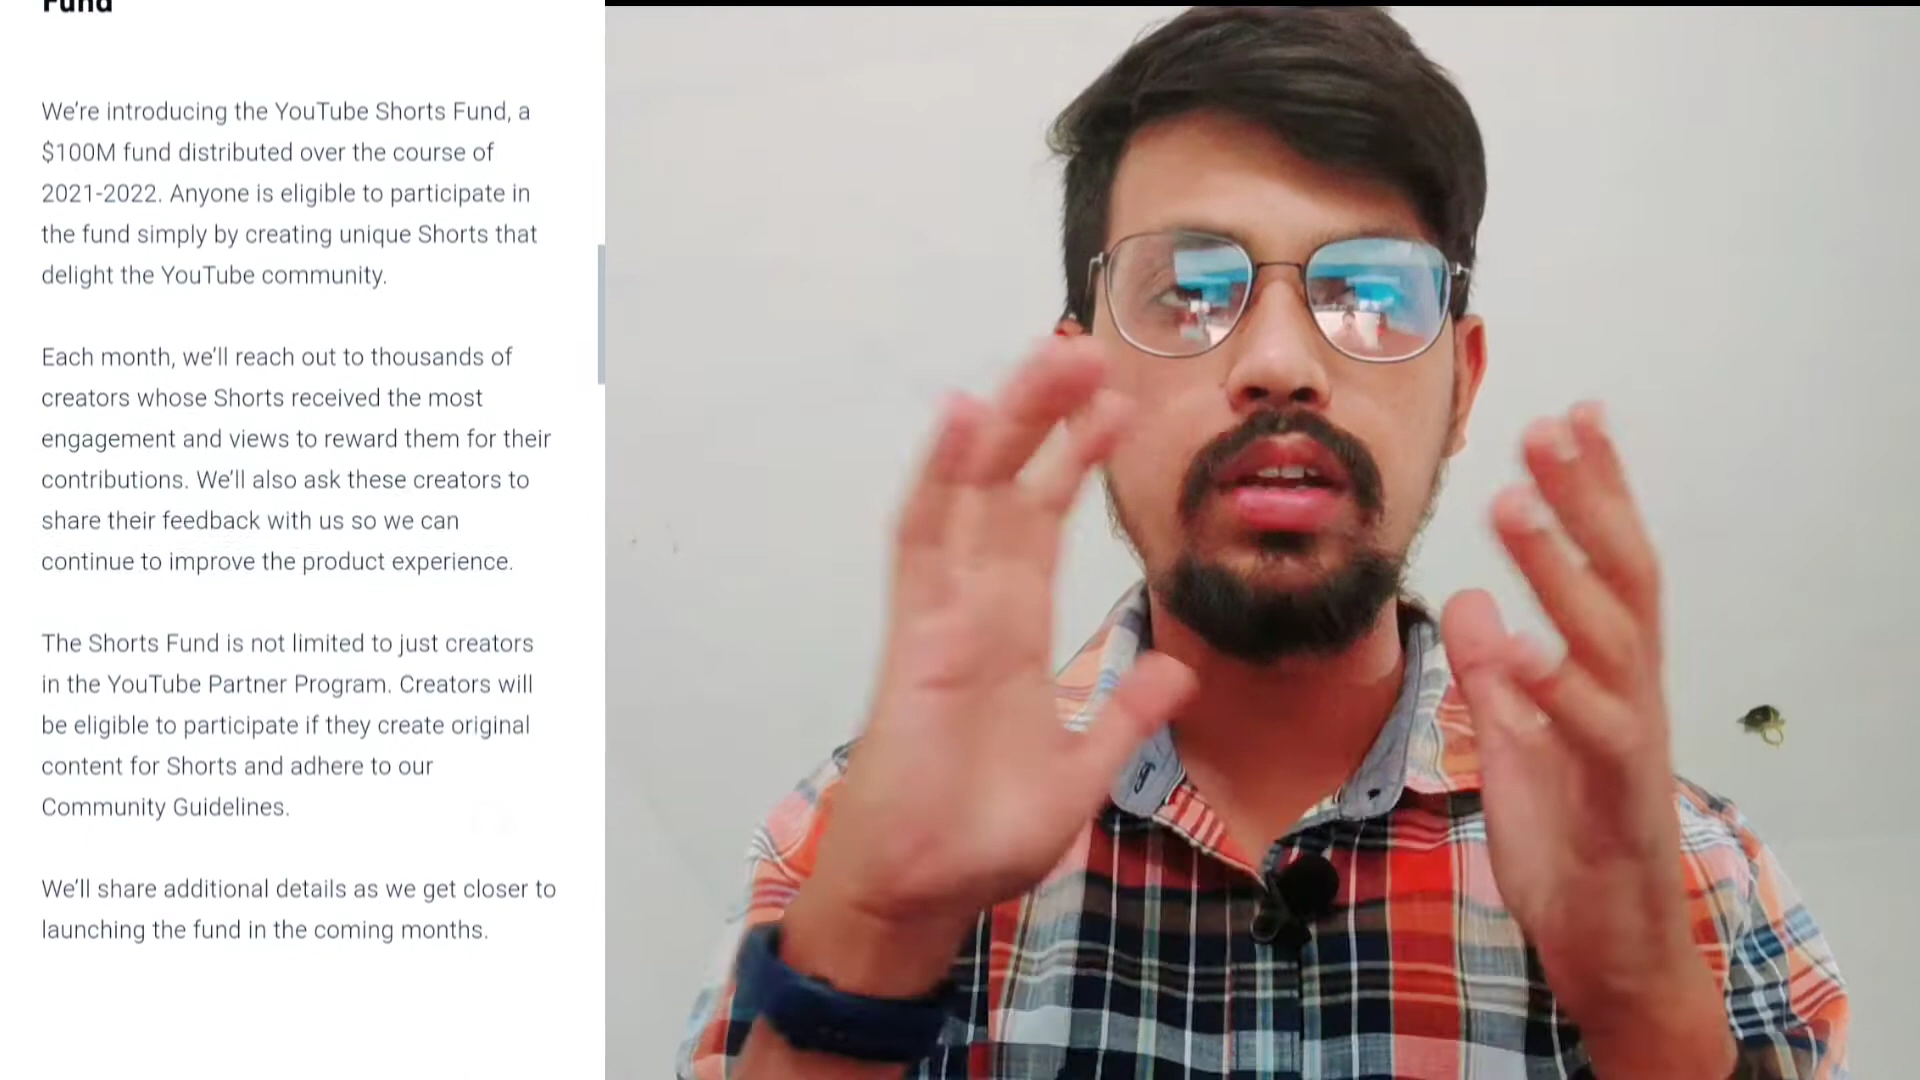 Fund
We're introducing the YouTube Shorts Fund, a
$100M fund distributed over the course of
2021-2022. Anyone is eligible to participate in
the fund simply by creating unique Shorts that
delight the YouTube community.
Each month, we'll reach out to thousands of
creators whose Shorts received the most
engagement and views to reward them for their
contributions. We'll also ask these creators to
share their feedback with us so we can
continue to improve the product experience.
The Shorts Fund is not limited to just creators
in the YouTube Partner Program. Creators will
be eligible to participate if they create original
content for Shorts and adhere to our
Community Guidelines.
We'll share additional details as we get closer to
launching the fund in the coming months.